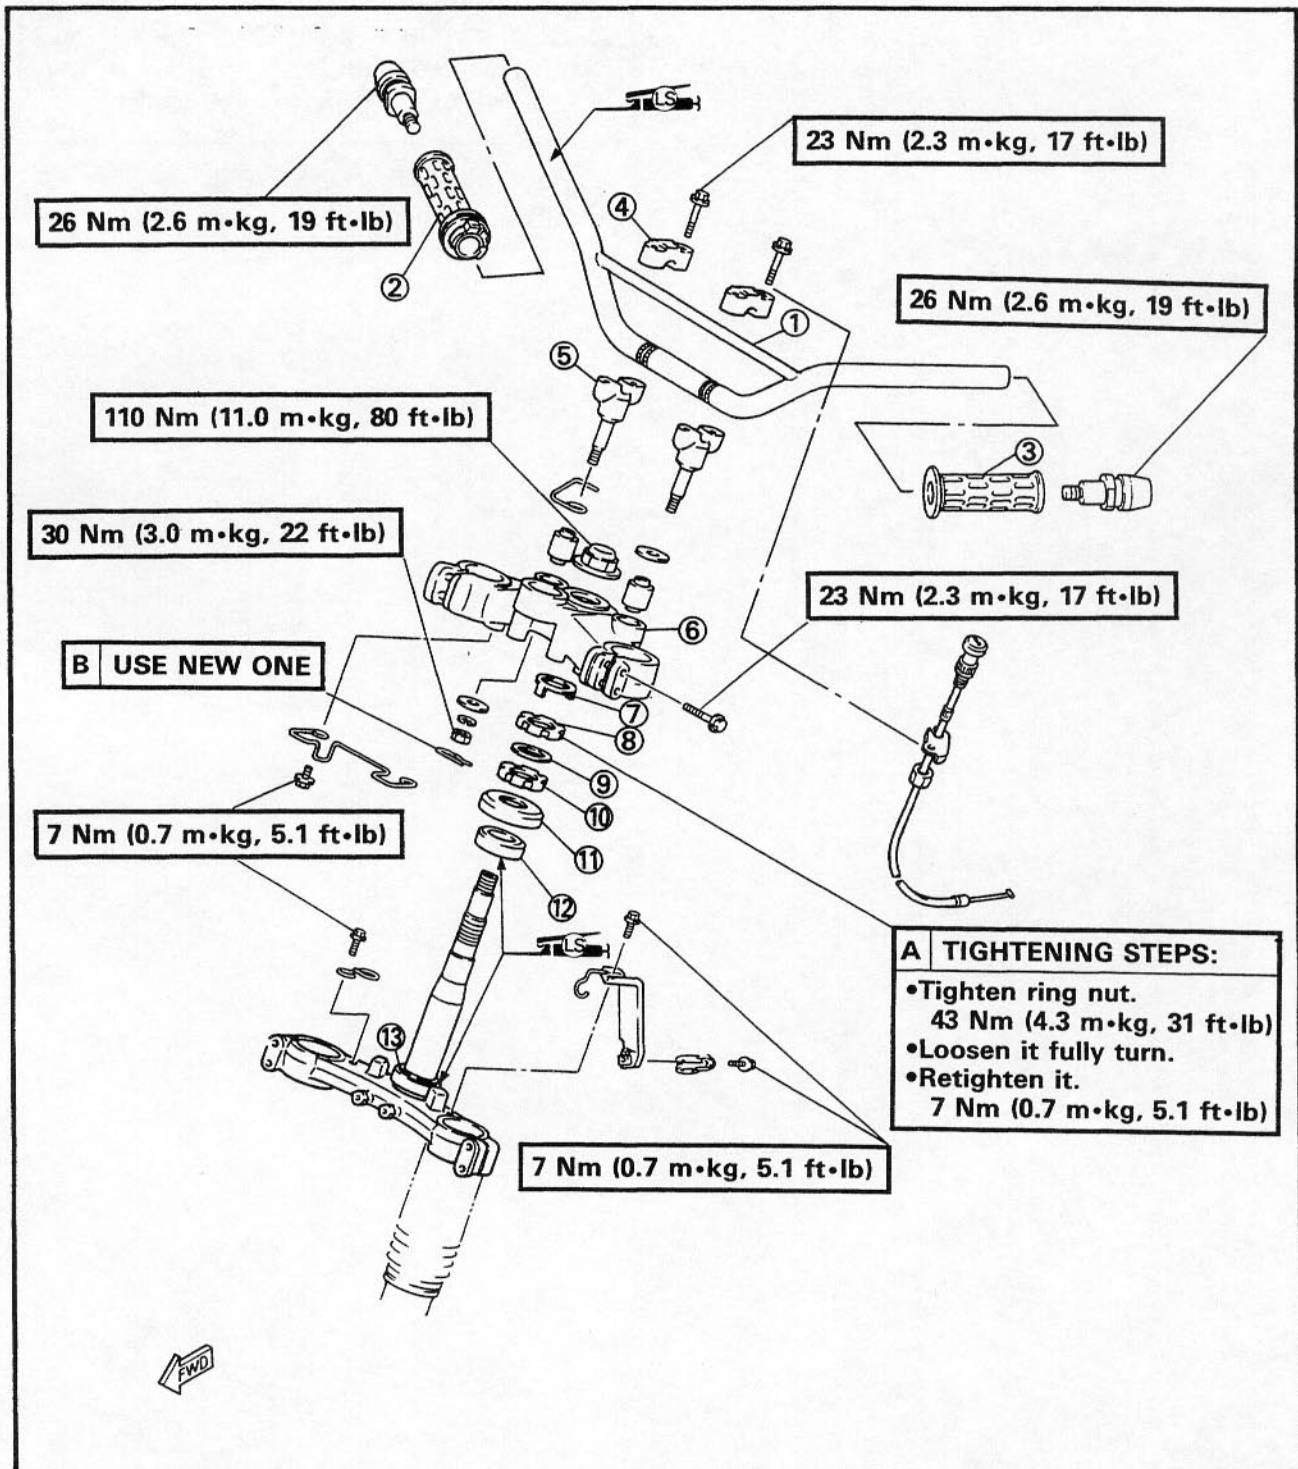 LS
23 Nm (2.3 m•kg, 17 ft•lb)
26 Nm (2.6 m•kg, 19 ft•lb)
④
②
26 Nm (2.6 m•kg, 19 ft•lb)
①
⑤
110 Nm (11.0 m•kg, 80 ft•lb)
③
30 Nm (3.0 m•kg, 22 ft•lb)
23 Nm (2.3 m•kg, 17 ft•lb)
⑥
B USE NEW ONE
⑦
⑧
⑨
⑩
7 Nm (0.7 m•kg, 5.1 ft•lb)
⑪
⑫
LS
A TIGHTENING STEPS:
•Tighten ring nut.
43 Nm (4.3 m•kg, 31 ft•lb)
•Loosen it fully turn.
•Retighten it.
7 Nm (0.7 m•kg, 5.1 ft•lb)
⑬
7 Nm (0.7 m•kg, 5.1 ft•lb)
FWD